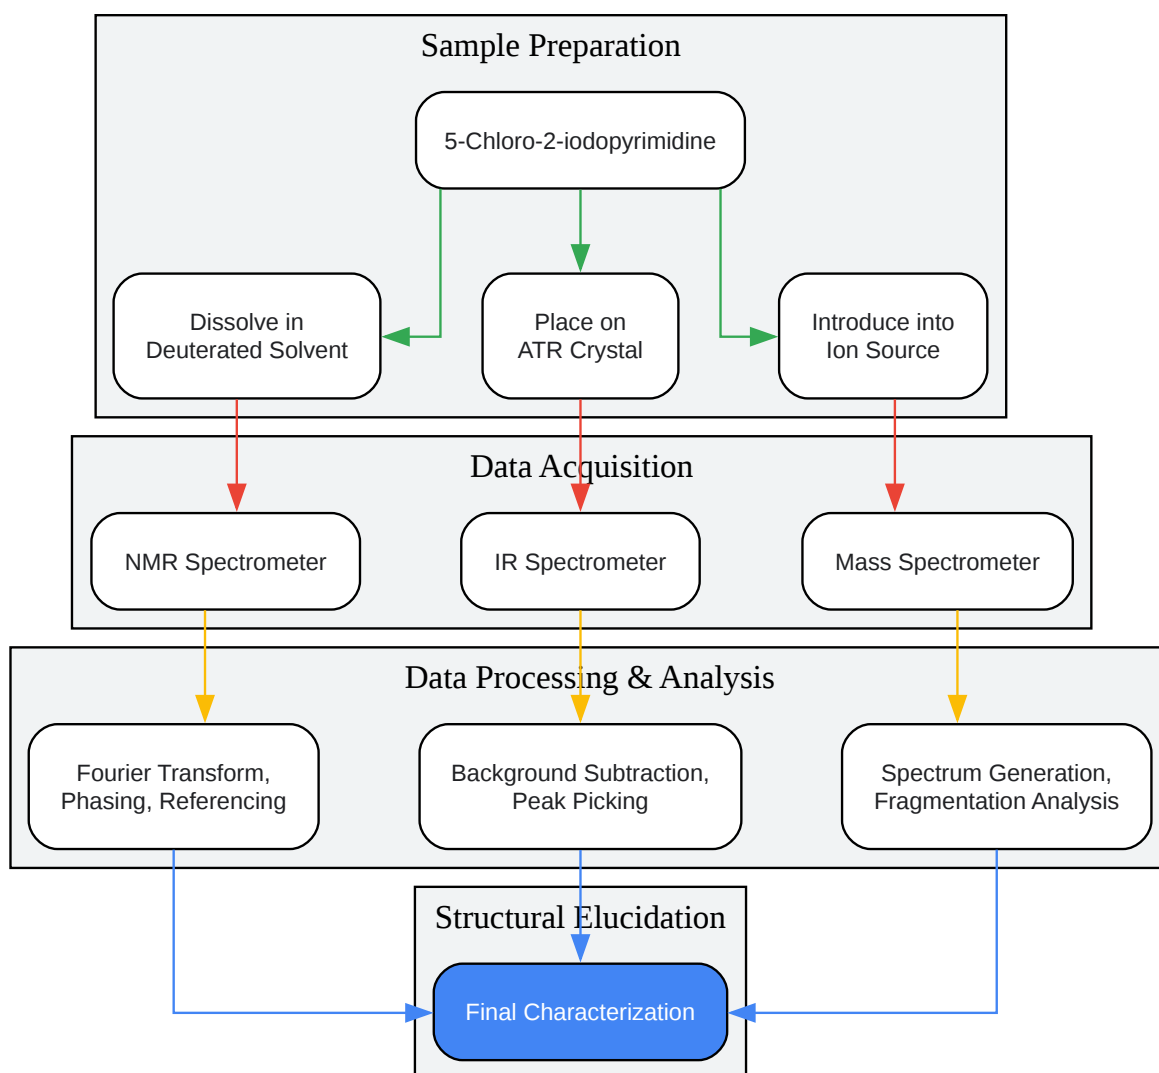 Sample Preparation
5-Chloro-2-iodopyrimidine
Dissolve in
Deuterated Solvent
Place on
ATR Crystal
Introduce into
Ion Source
Data Acquisition
NMR Spectrometer
IR Spectrometer
Mass Spectrometer
Data Processing & Analysis
Fourier Transform,
Phasing, Referencing
Background Subtraction,
Peak Picking
Spectrum Generation,
Fragmentation Analysis
Structural Elucidation
Final Characterization